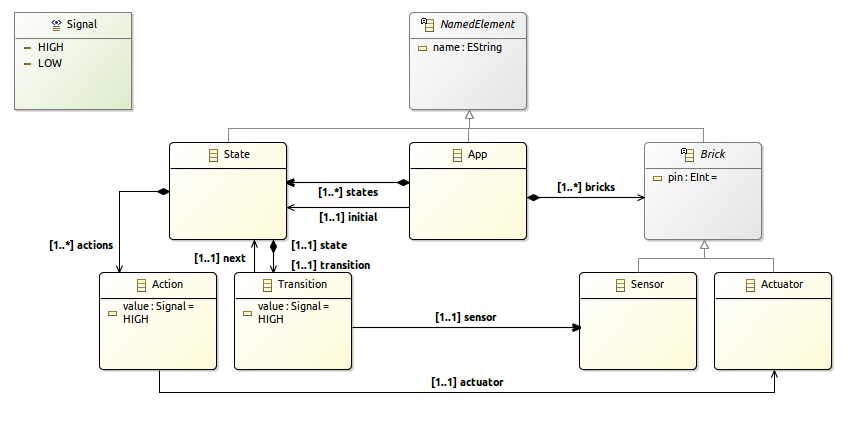 Signal
HIGH
LOW
NamedElement
name : EString
State
App
Brick
pin : EInt =
[1..*] states
[1..*] bricks
[1..1] initial
[1..*] actions
[1..1] next
[1..1] state
[1..1] transition
Action
value : Signal =
HIGH
Transition
value : Signal =
HIGH
Sensor
Actuator
[1..1] sensor
[1..1] actuator